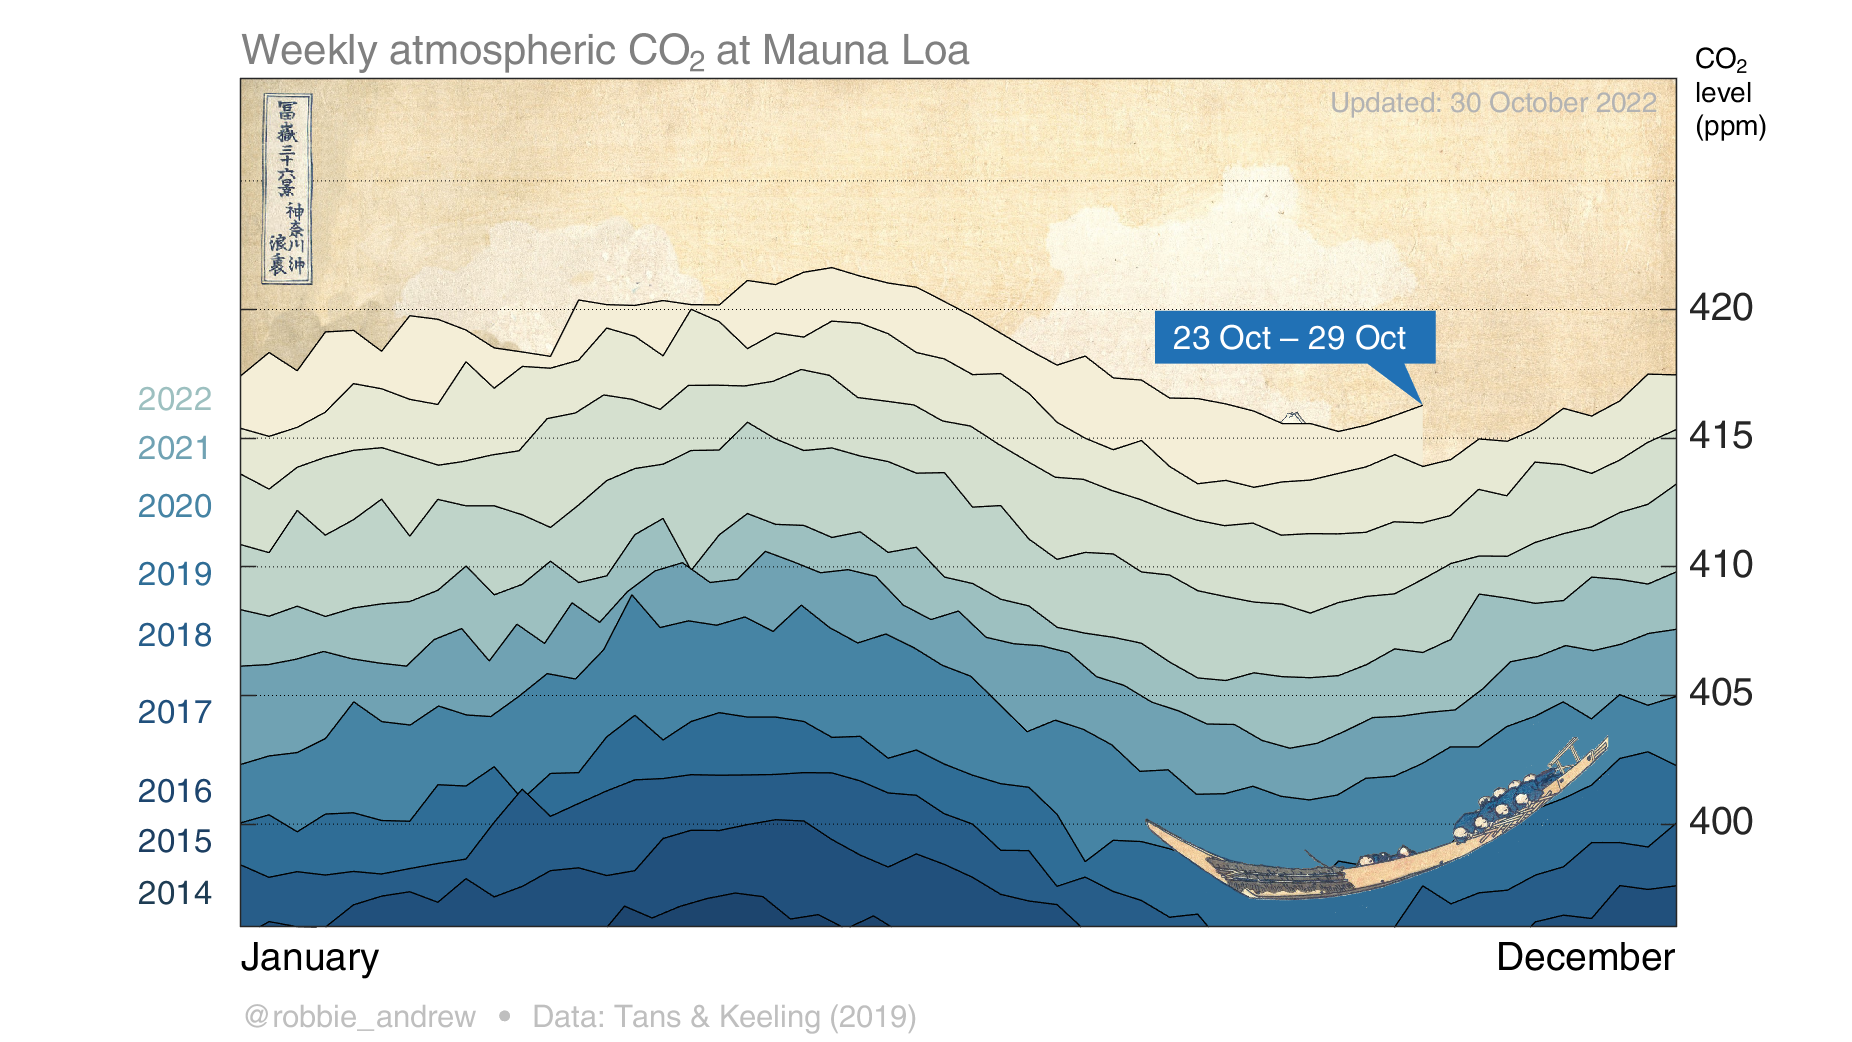 Weekly atmospheric CO₂ at Mauna Loa
CO₂
level
(ppm)
Updated: 30 October 2022
冨嶽三十六景
神奈川沖
浪裏
420
23 Oct – 29 Oct
2022
415
2021
2020
410
2019
2018
405
2017
2016
400
2015
2014
January
December
@robbie_andrew • Data: Tans & Keeling (2019)